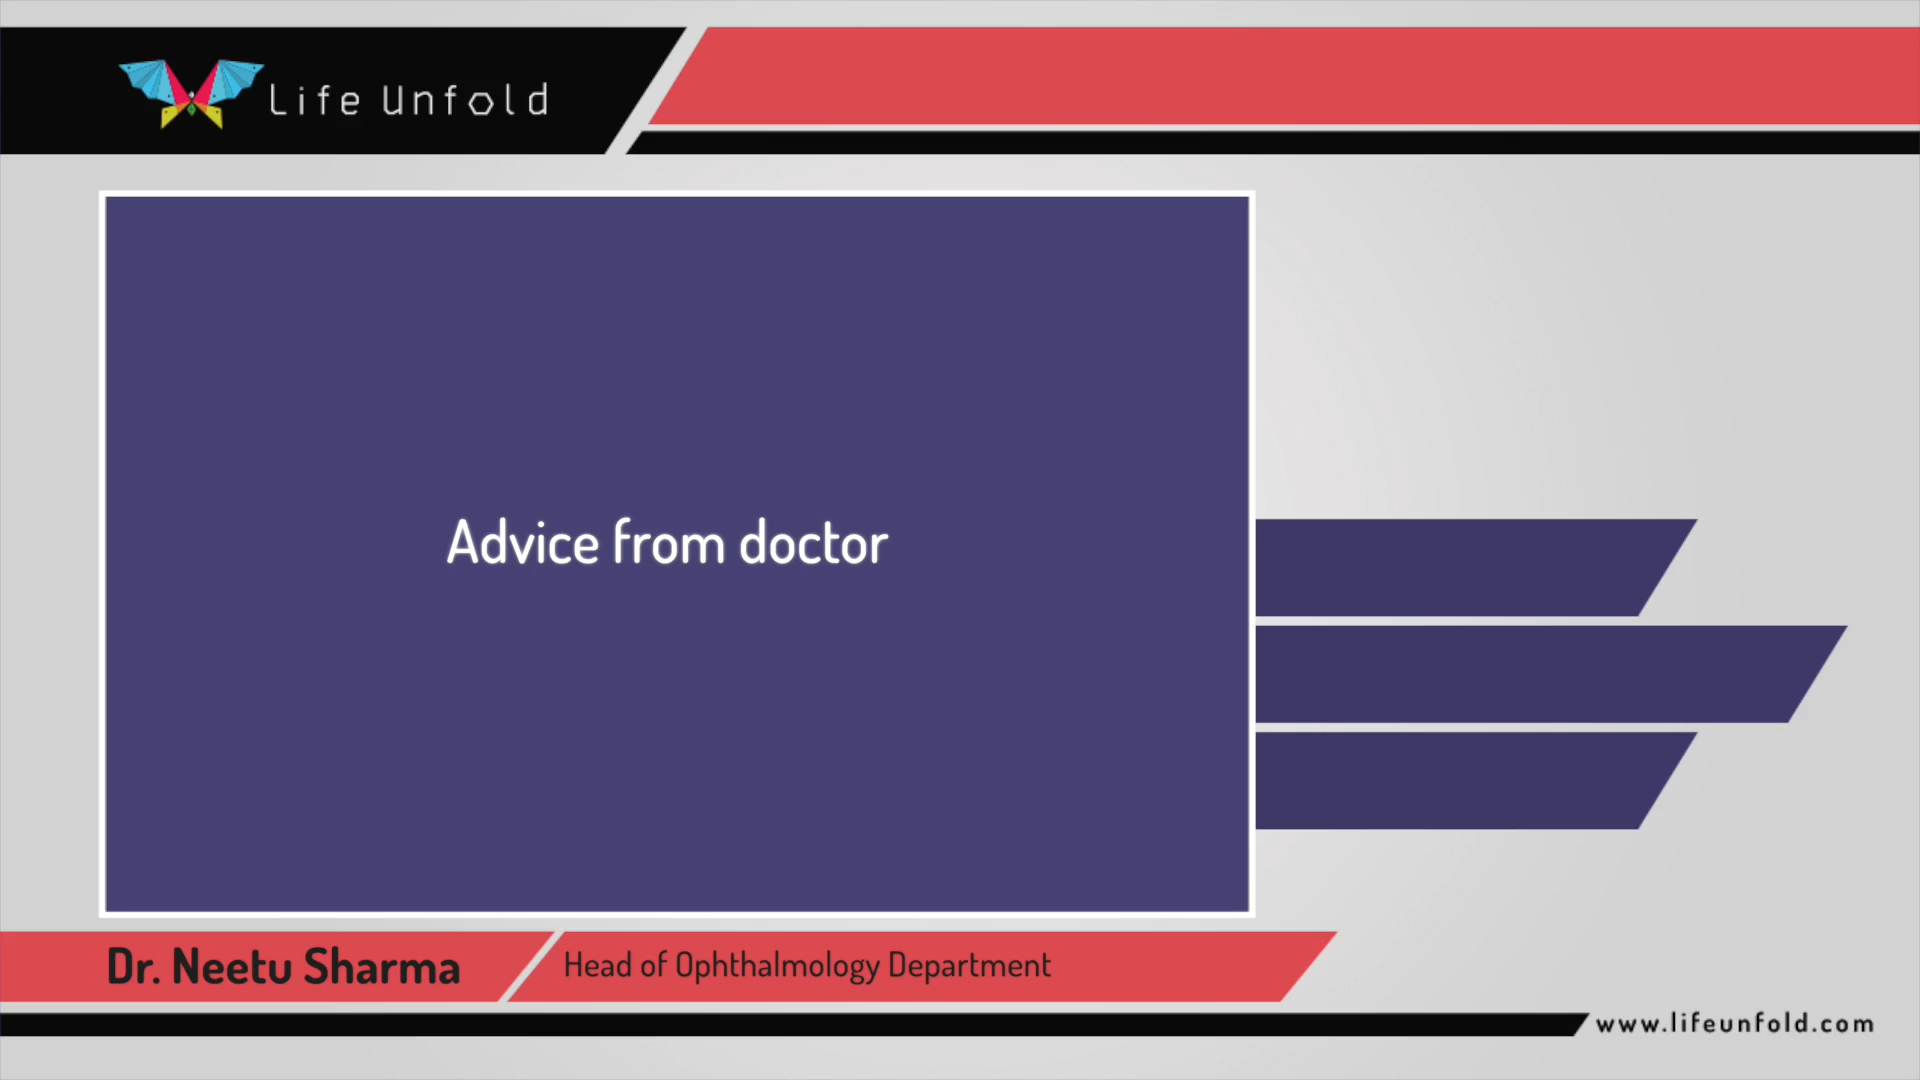 Life Unfold
Advice from doctor
Dr. Neetu Sharma
Head of Ophthalmology Department
www.lifeunfold.com